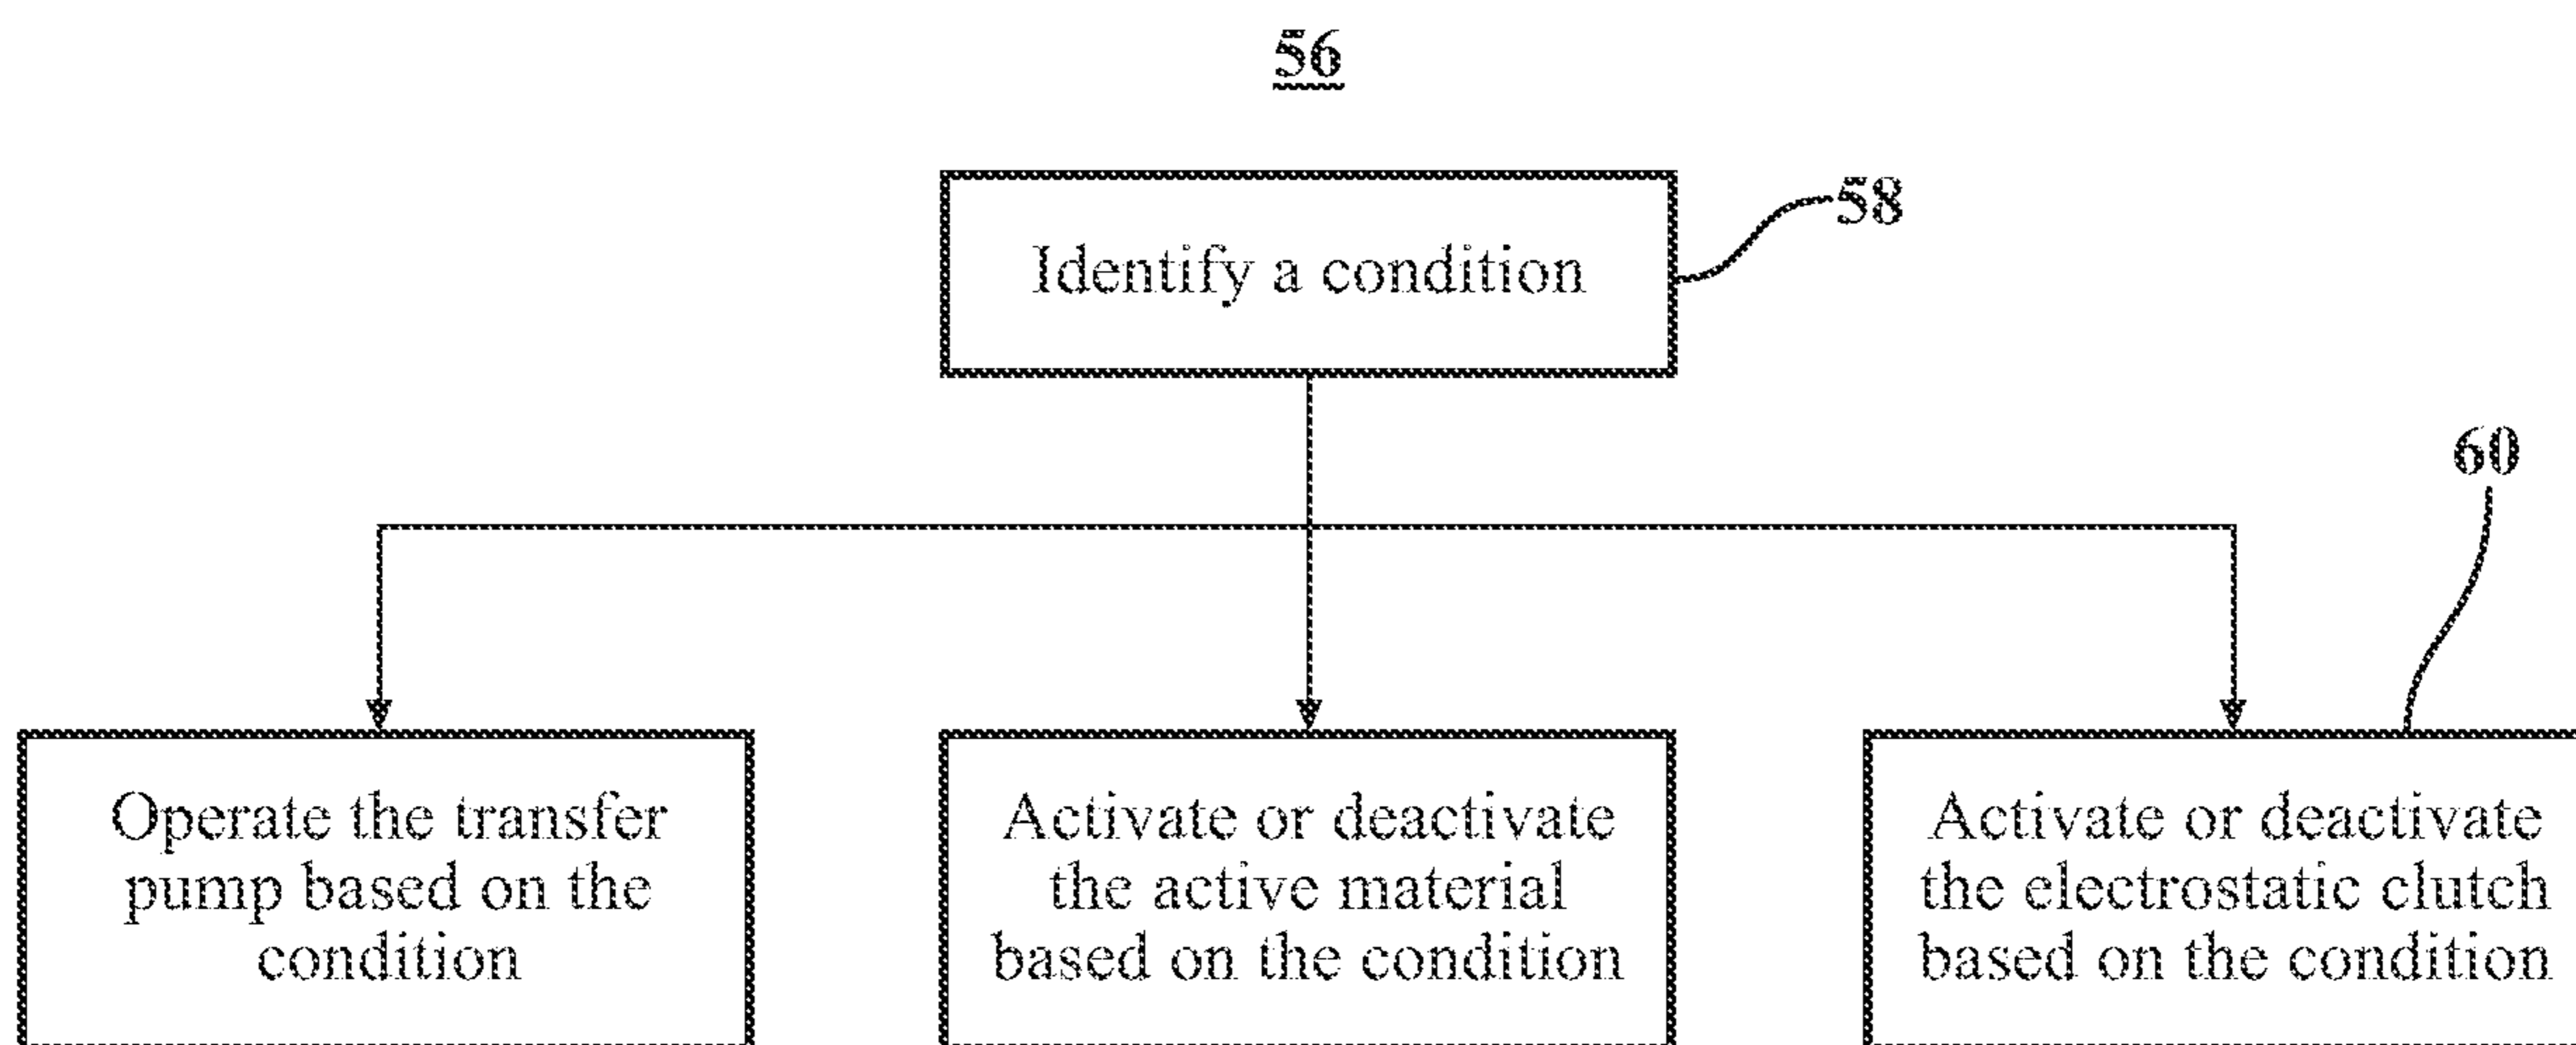 56
Identify a condition
58
60
Operate the transfer
pump based on the
condition
Activate or deactivate
the active material
based on the condition
Activate or deactivate
the electrostatic clutch
based on the condition